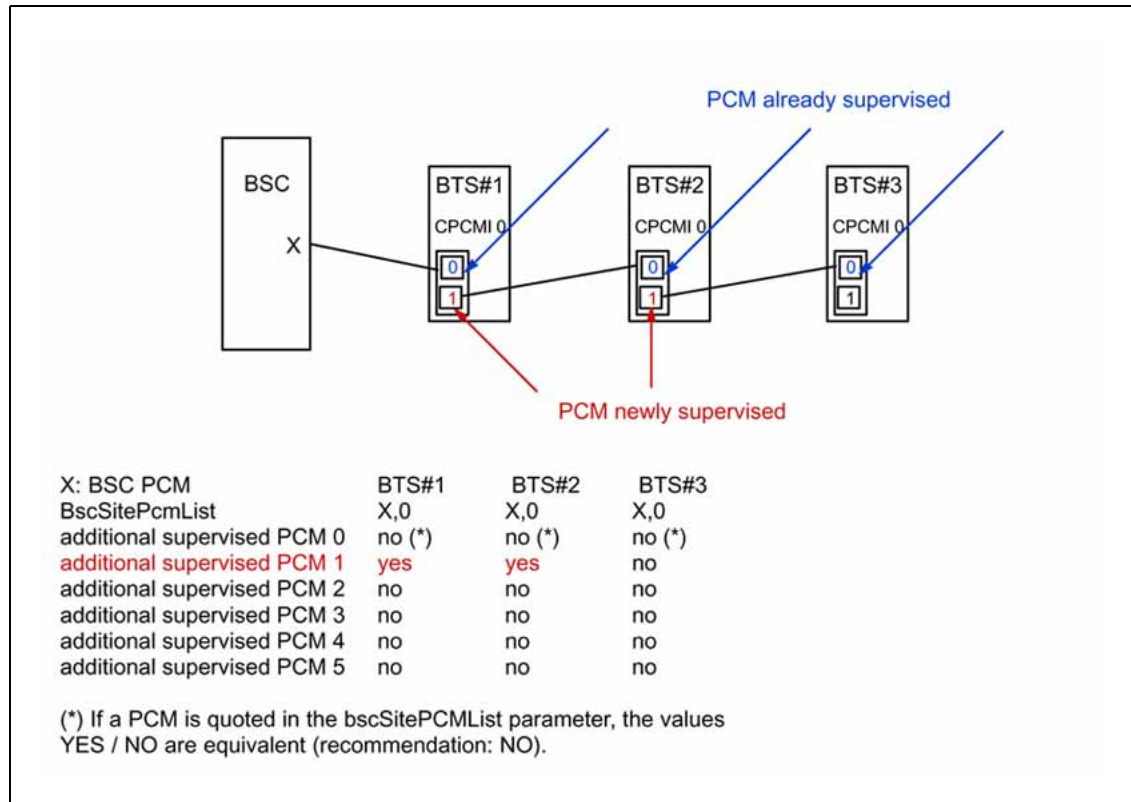 PCM already supervised
BSC
BTS#1
BTS#2
BTS#3
CPCMI 0
CPCMI 0
CPCMI 0
X
0
0
0
1
1
1
PCM newly supervised
X: BSC PCM BTS#1 BTS#2 BTS#3
BscSitePcmList X,0 X,0 X,0
additional supervised PCM 0 no (*) no (*) no (*)
additional supervised PCM 1 yes yes no
additional supervised PCM 2 no no no
additional supervised PCM 3 no no no
additional supervised PCM 4 no no no
additional supervised PCM 5 no no no
(*) If a PCM is quoted in the bscSitePCMList parameter, the values
YES / NO are equivalent (recommendation: NO).